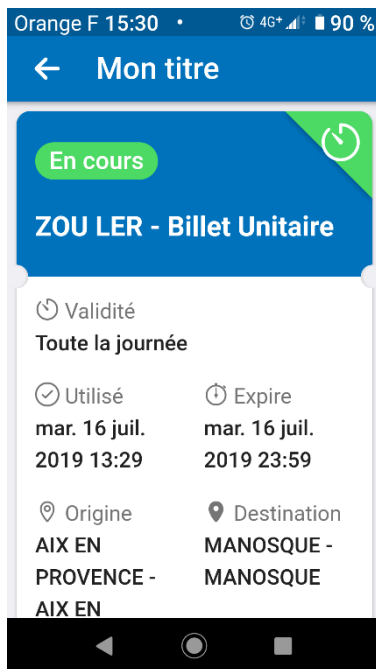 Orange F 15:30 • 4G+ 90 %
Mon titre
En cours
ZOU LER - Billet Unitaire
Validité
Toute la journée
Utilisé
mar. 16 juil.
2019 13:29
Expire
mar. 16 juil.
2019 23:59
Origine
AIX EN
PROVENCE -
AIX EN
Destination
MANOSQUE -
MANOSQUE